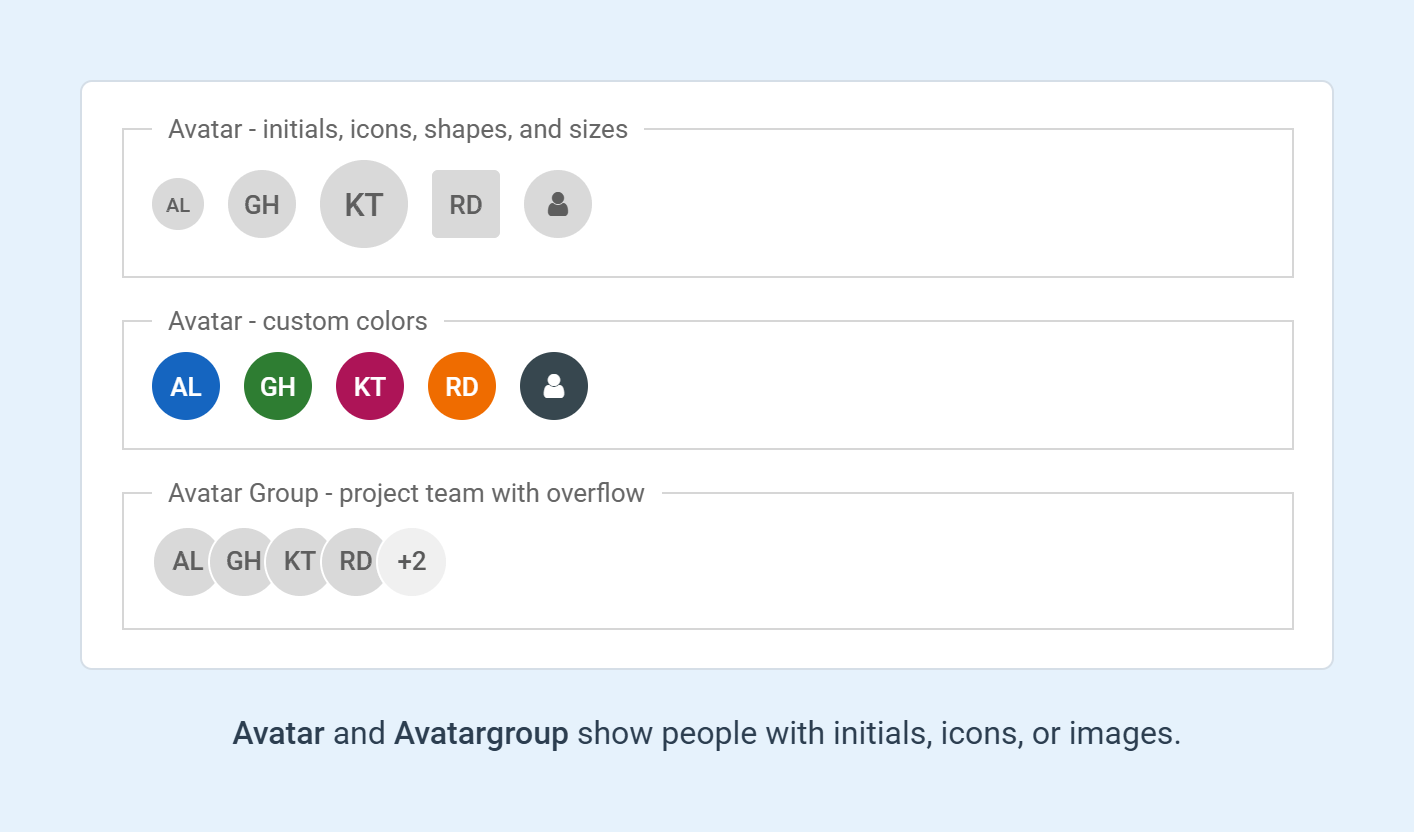 Avatar - initials, icons, shapes, and sizes
AL GH KT RD
Avatar - custom colors
AL GH KT RD
Avatar Group - project team with overflow
AL GH KT RD +2
Avatar and Avatargroup show people with initials, icons, or images.